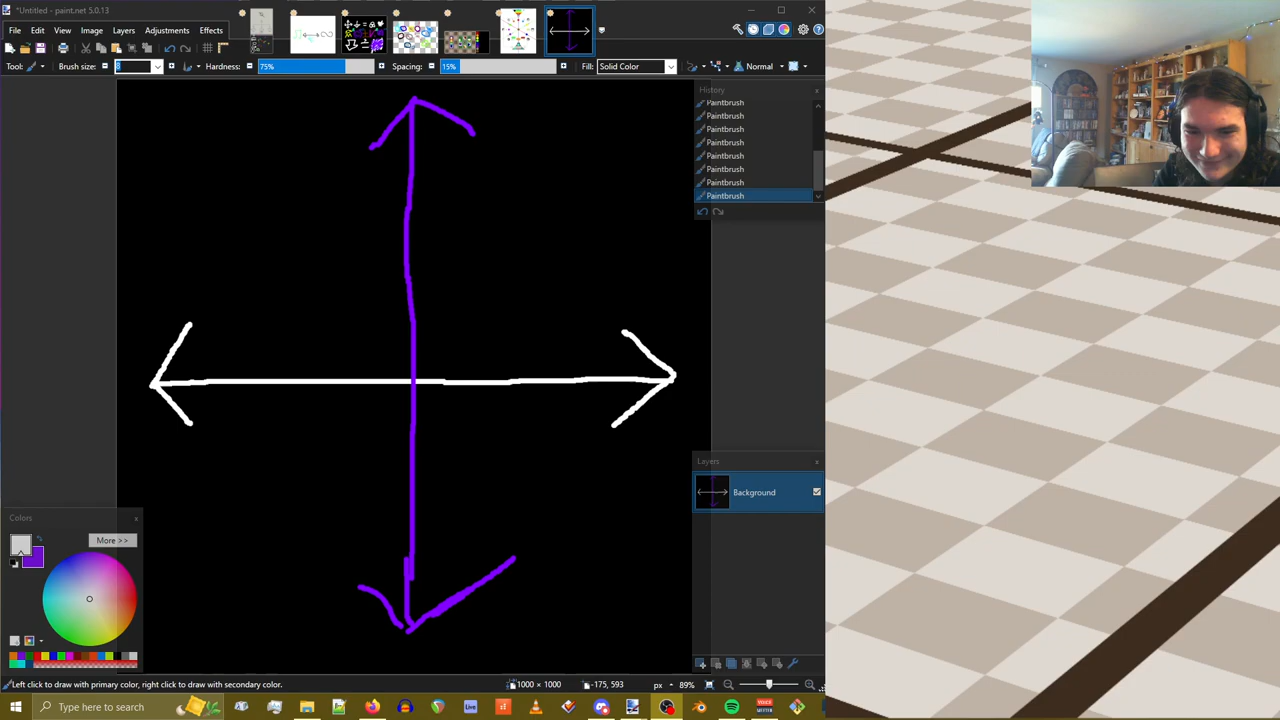 *Untitled - paint.net 5.0.13
File Edit View Image Layers Adjustments Effects
Tool: Brush size: Hardness: 75% Spacing: 15% Fill: Solid Color Normal
History
Paintbrush
Paintbrush
Paintbrush
Paintbrush
Paintbrush
Paintbrush
Paintbrush
Paintbrush
Layers
Background
Colors
More >>
Left click to draw with primary color, right click to draw with secondary color.
1000 × 1000
-175, 593
px
89%
Type here to search
Live